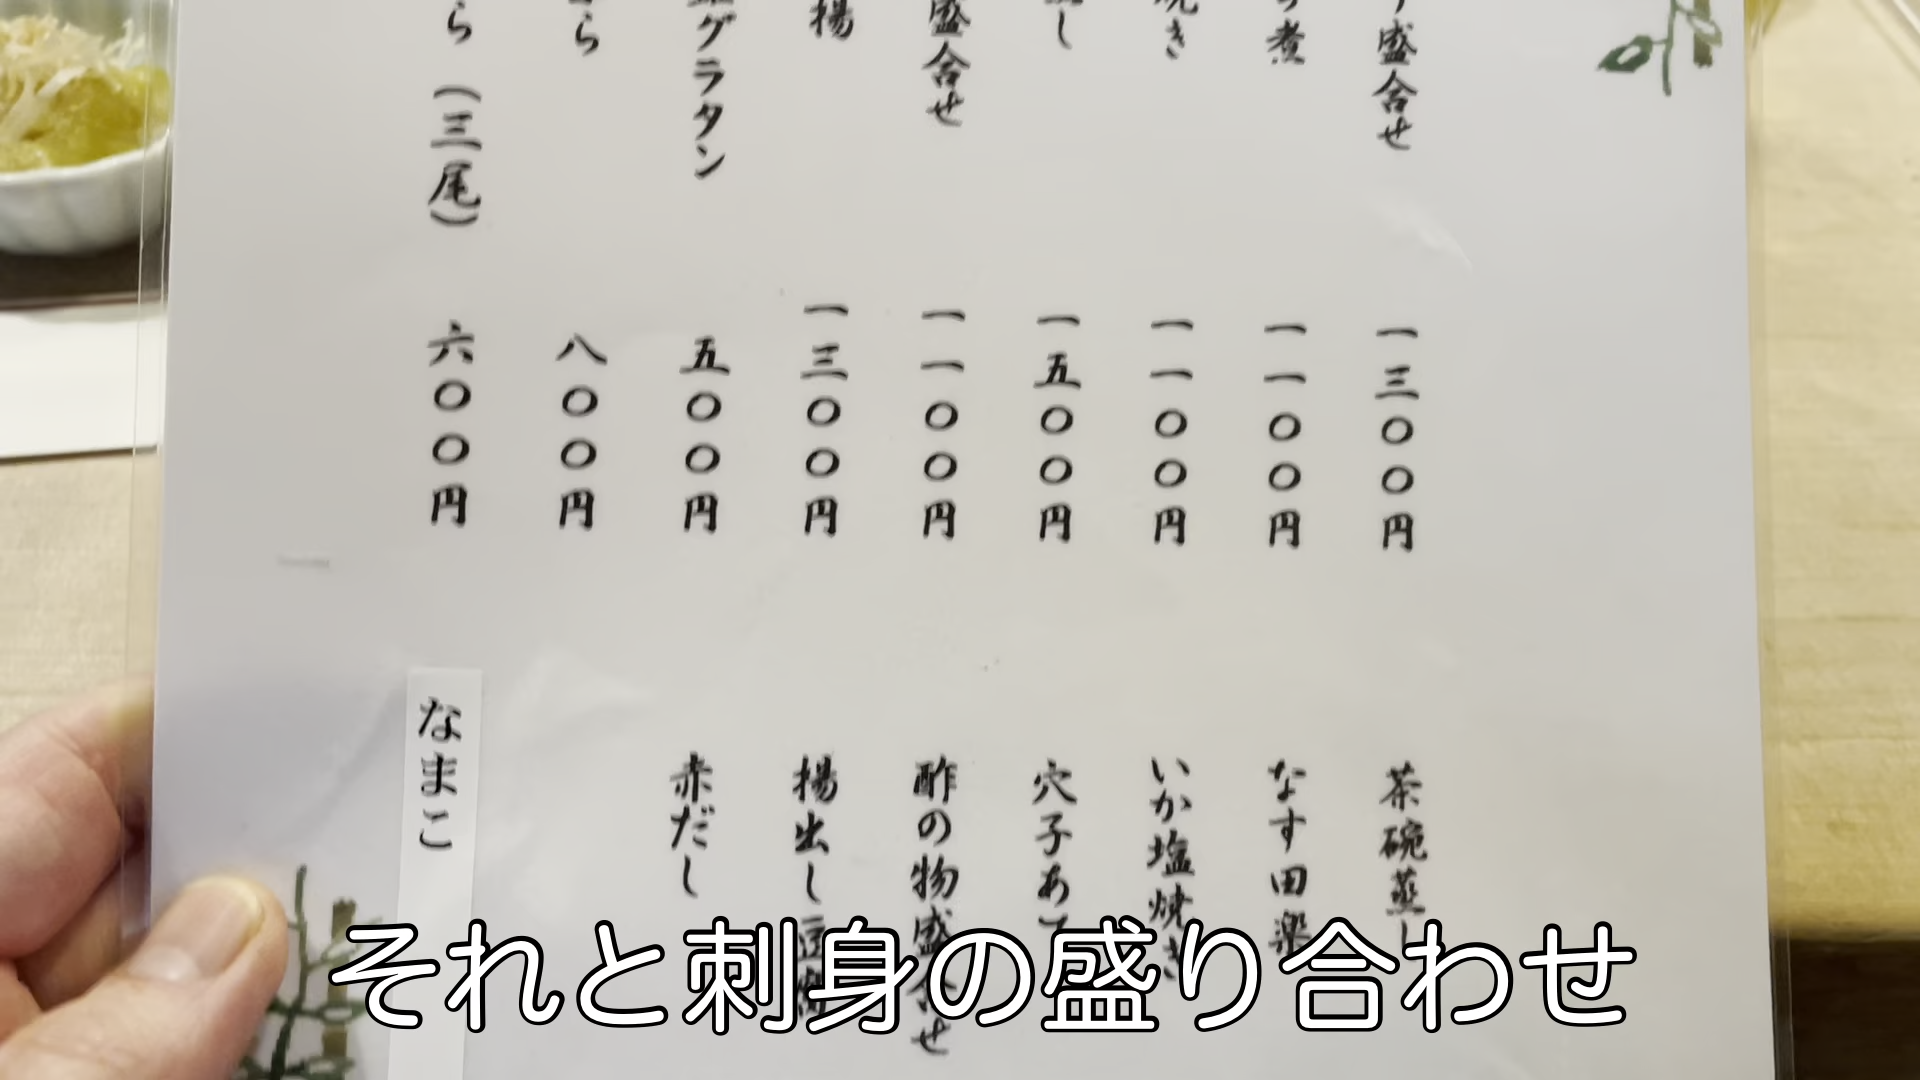 盛合せ
一三〇〇円
煮
一一〇〇円
焼き
一一〇〇円
し
一五〇〇円
盛合せ
一一〇〇円
揚
一三〇〇円
グラタン
五〇〇円
ら
八〇〇円
ら（三尾）
六〇〇円
茶碗蒸し
なす田楽
いか塩焼き
穴子あ
酢の物盛合せ
揚出し豆腐
赤だし
なまこ
それと刺身の盛り合わせ